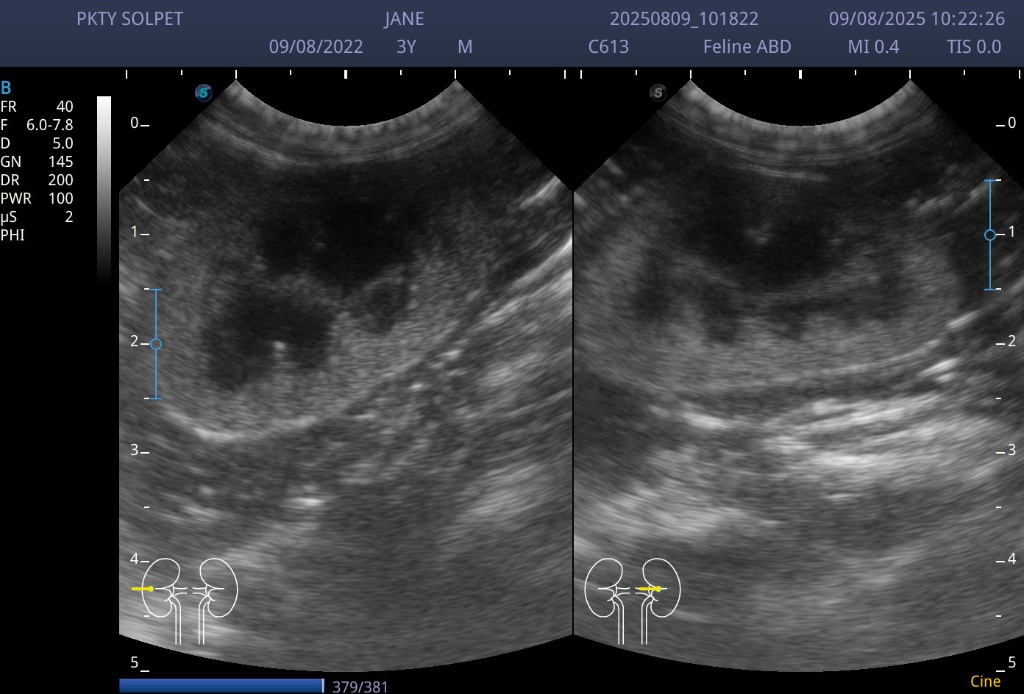 PKTY SOLPET JANE 20250809_101822 09/08/2025 10:22:26
09/08/2022 3Y M C613 Feline ABD MI 0.4 TIS 0.0
B
FR 40
F 6.0-7.8
D 5.0
GN 145
DR 200
PWR 100
µS 2
PHI
S S
0 0
1 1
2 2
3 3
4 4
5 5
379/381 Cine